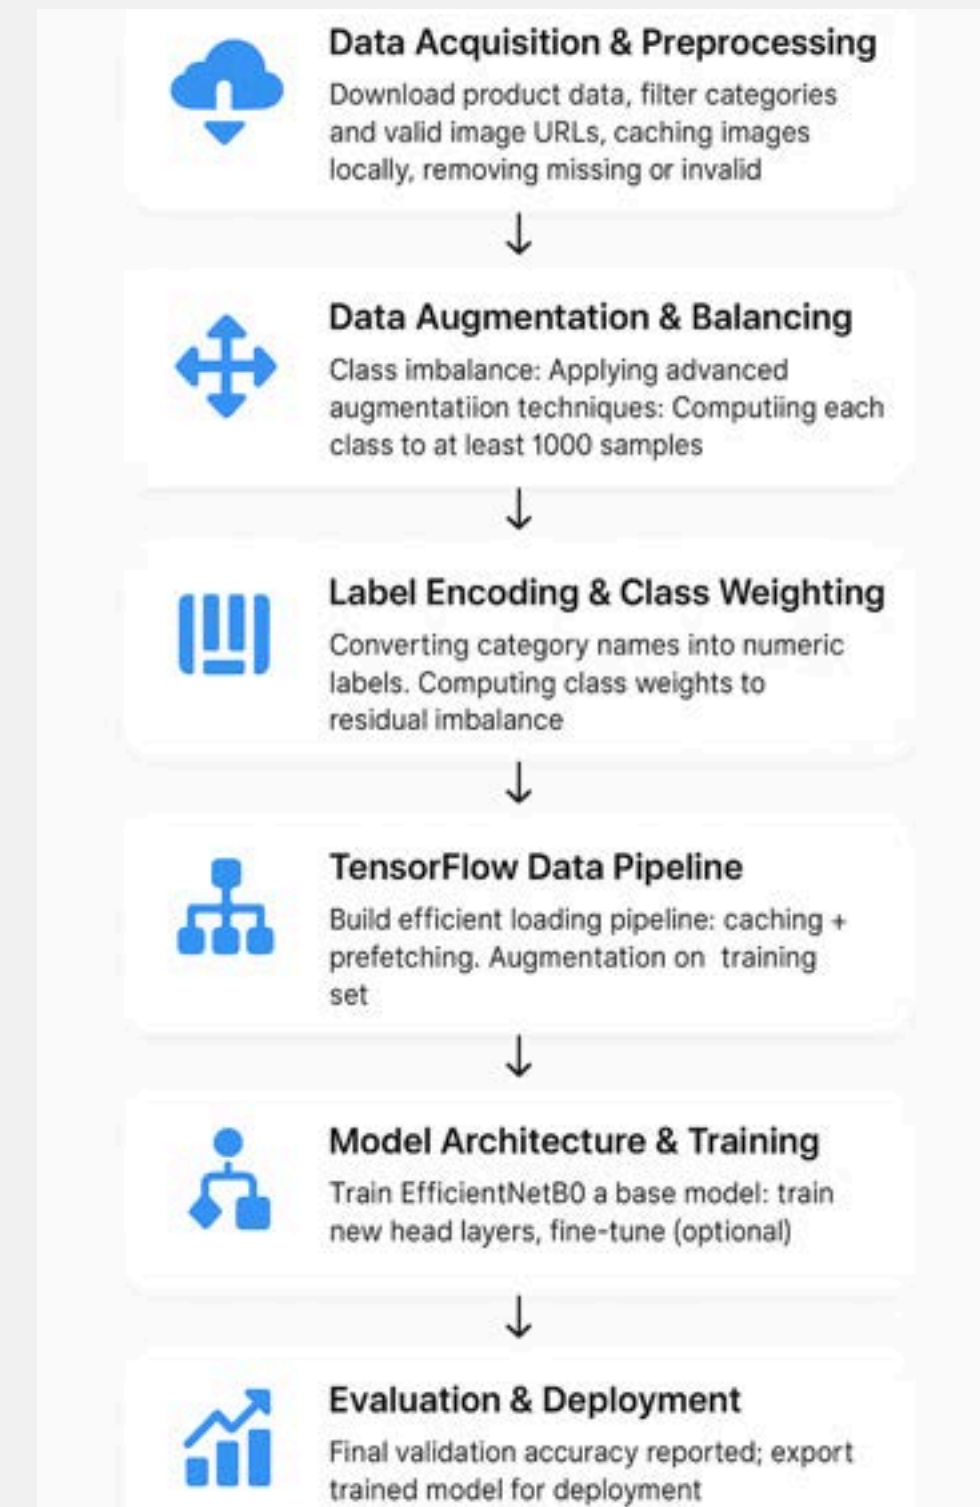 Data Acquisition & Preprocessing
Download product data, filter categories
and valid image URLs, caching images
locally, removing missing or invalid
Data Augmentation & Balancing
Class imbalance: Applying advanced
augmentatiion techniques: Computiing each
class to at least 1000 samples
Label Encoding & Class Weighting
Converting category names into numeric
labels. Computing class weights to
residual imbalance
TensorFlow Data Pipeline
Build efficient loading pipeline: caching +
prefetching. Augmentation on training
set
Model Architecture & Training
Train EfficientNetB0 a base model: train
new head layers, fine-tune (optional)
Evaluation & Deployment
Final validation accuracy reported; export
trained model for deployment